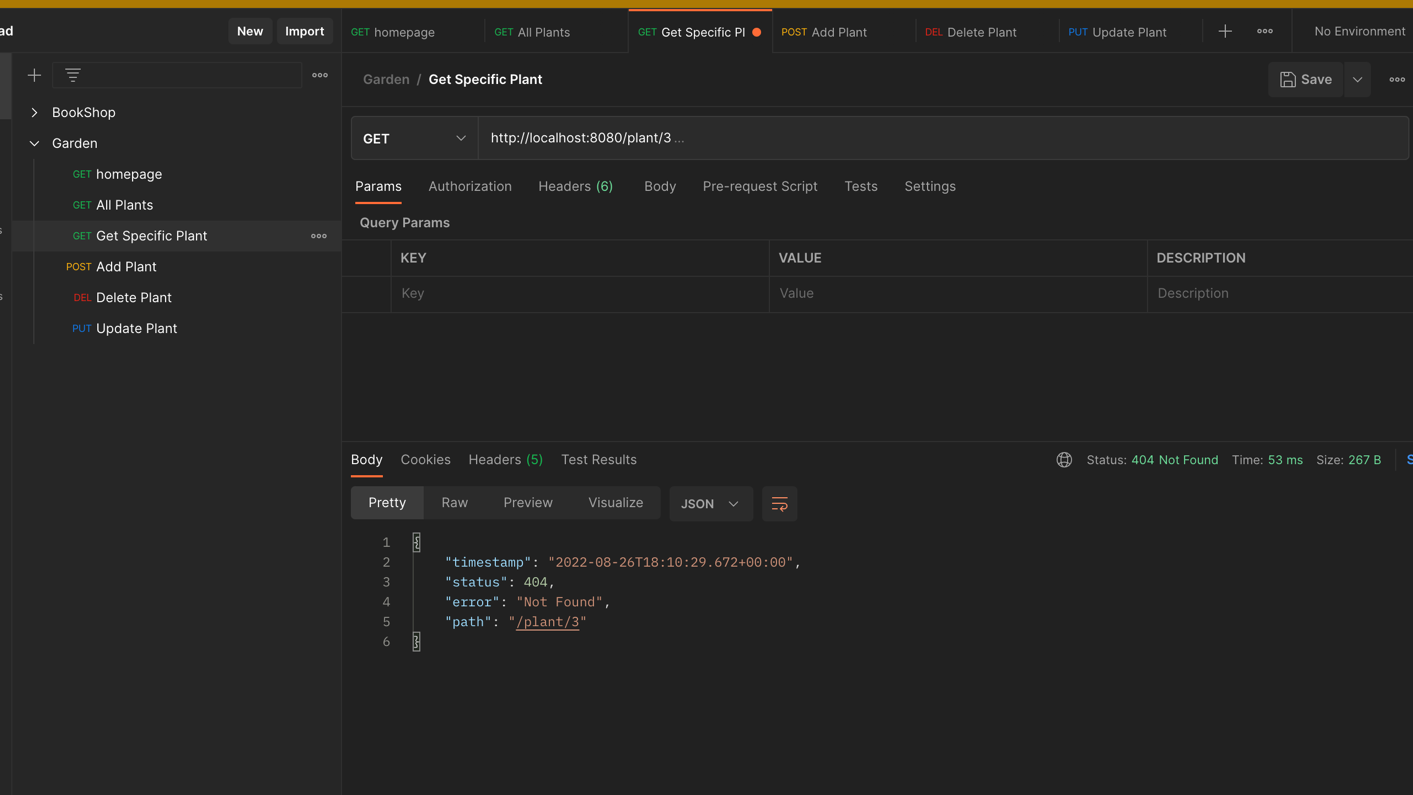 ad
New
Import
GET homepage
GET All Plants
GET Get Specific Pl
POST Add Plant
DEL Delete Plant
PUT Update Plant
No Environment
BookShop
Garden
GET homepage
GET All Plants
GET Get Specific Plant
POST Add Plant
DEL Delete Plant
PUT Update Plant
Garden / Get Specific Plant
Save
GET
http://localhost:8080/plant/3 ...
Params Authorization Headers (6) Body Pre-request Script Tests Settings
Query Params
KEY VALUE DESCRIPTION
Key Value Description
Body Cookies Headers (5) Test Results
Status: 404 Not Found Time: 53 ms Size: 267 B S
Pretty Raw Preview Visualize JSON
1 {
2 "timestamp": "2022-08-26T18:10:29.672+00:00",
3 "status": 404,
4 "error": "Not Found",
5 "path": "/plant/3"
6 }